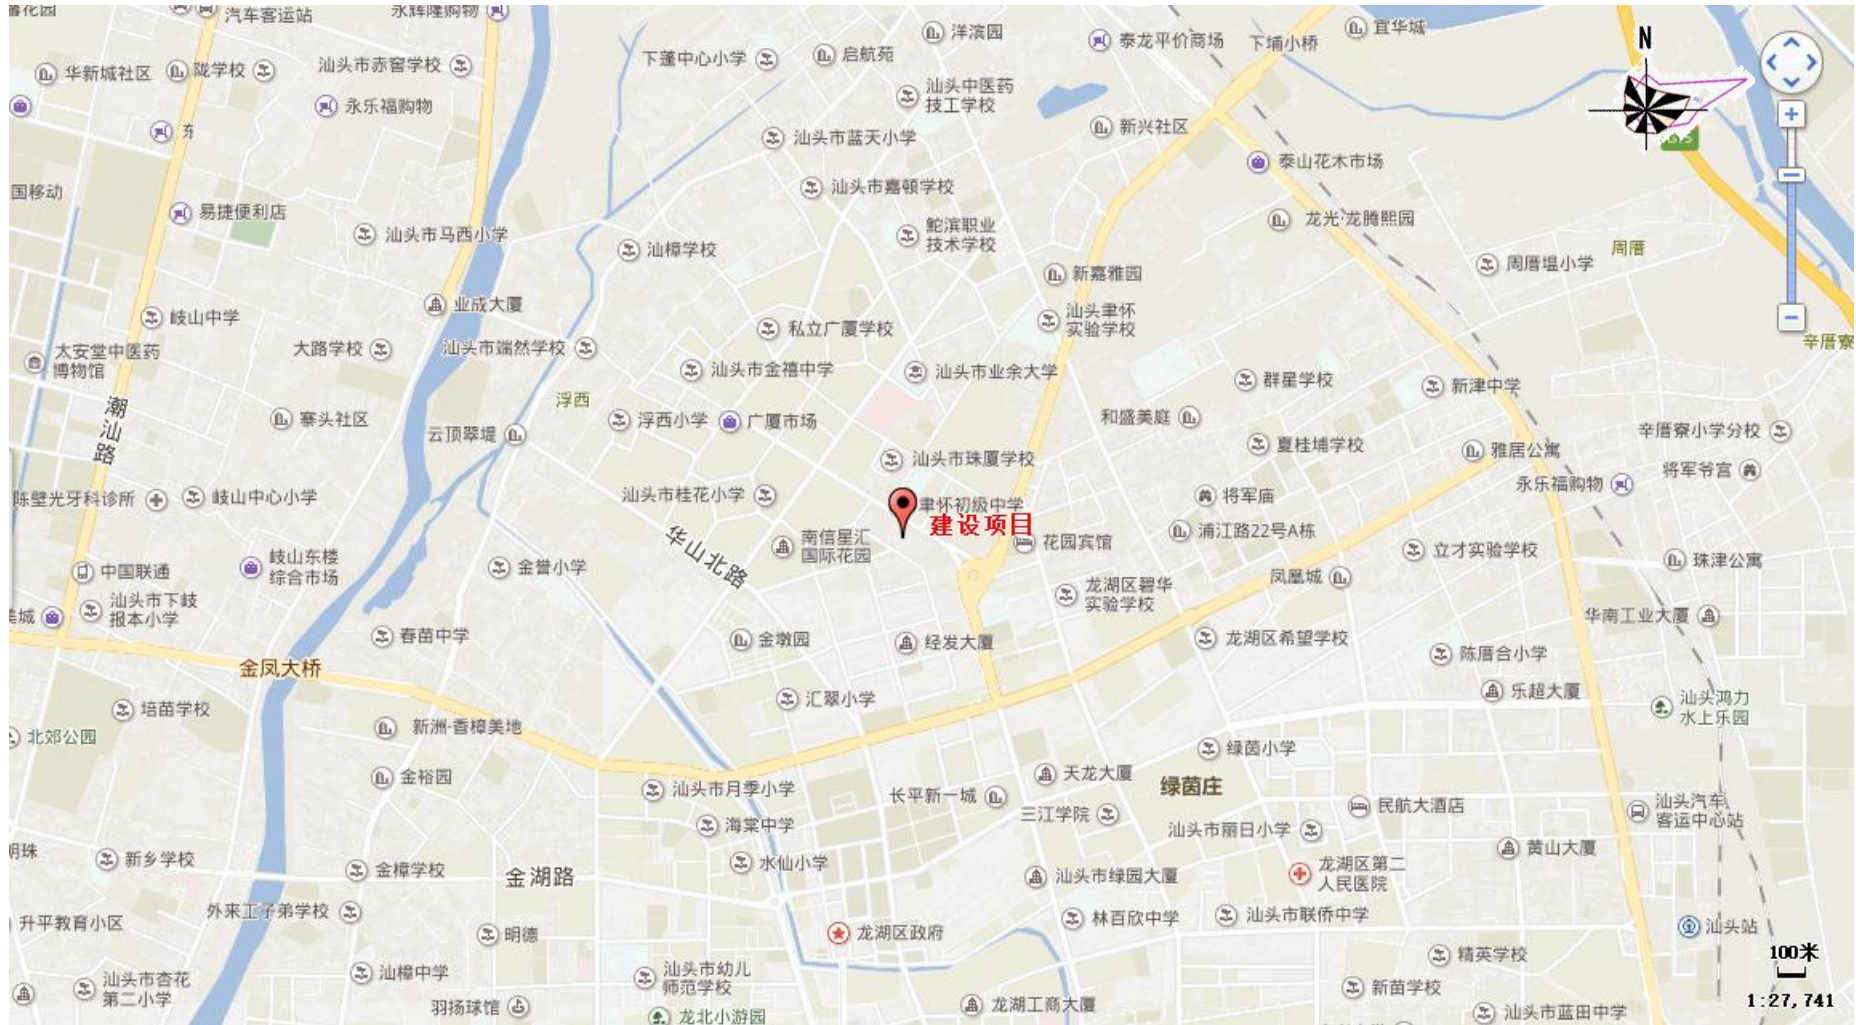 汽车客运站
永辉隆购物
洋滨园
泰龙平价商场
下埔小桥
宜华城
N
下蓬中心小学
启航苑
华新城社区
陇学校
汕头市赤窖学校
永乐福购物
汕头中医药
技工学校
新兴社区
东
汕头市蓝天小学
泰山花木市场
国移动
汕头市嘉顿学校
易捷便利店
汕头市马西小学
汕樟学校
鮀滨职业
技术学校
龙光·龙腾熙园
周厝
周厝塭小学
新嘉雅园
业成大厦
岐山中学
私立广厦学校
汕头聿怀
实验学校
辛厝寮
太安堂中医药
博物馆
大路学校
汕头市端然学校
汕头市金禧中学
汕头市业余大学
群星学校
新津中学
潮汕路
浮西
寨头社区
云顶翠堤
浮西小学
广厦市场
和盛美庭
夏桂埔学校
雅居公寓
辛厝寮小学分校
将军爷宫
汕头市珠厦学校
陈壁光牙科诊所
岐山中心小学
汕头市桂花小学
聿怀初级中学
建设项目
将军庙
永乐福购物
华山北路
南信星汇
国际花园
花园宾馆
浦江路22号A栋
立才实验学校
珠津公寓
中国联通
岐山东楼
综合市场
金誉小学
龙湖区碧华
实验学校
凤凰城
汕头市下岐
报本小学
华南工业大厦
春苗中学
金墩园
经发大厦
龙湖区希望学校
陈厝合小学
金凤大桥
培苗学校
汇翠小学
乐超大厦
汕头鸿力
水上乐园
北郊公园
新洲·香樟美地
绿茵小学
金裕园
汕头市月季小学
天龙大厦
绿茵庄
长平新一城
三江学院
民航大酒店
汕头汽车
客运中心站
海棠中学
汕头市丽日小学
明珠
新乡学校
金樟学校
金湖路
水仙小学
黄山大厦
汕头市绿园大厦
龙湖区第二
人民医院
外来工子弟学校
升平教育小区
明德
龙湖区政府
林百欣中学
汕头市联侨中学
汕头站
汕头市杏花
第二小学
汕樟中学
汕头市幼儿
师范学校
精英学校
100米
新苗学校
1:27,741
羽扬球馆
龙北小游园
龙湖工商大厦
汕头市蓝田中学